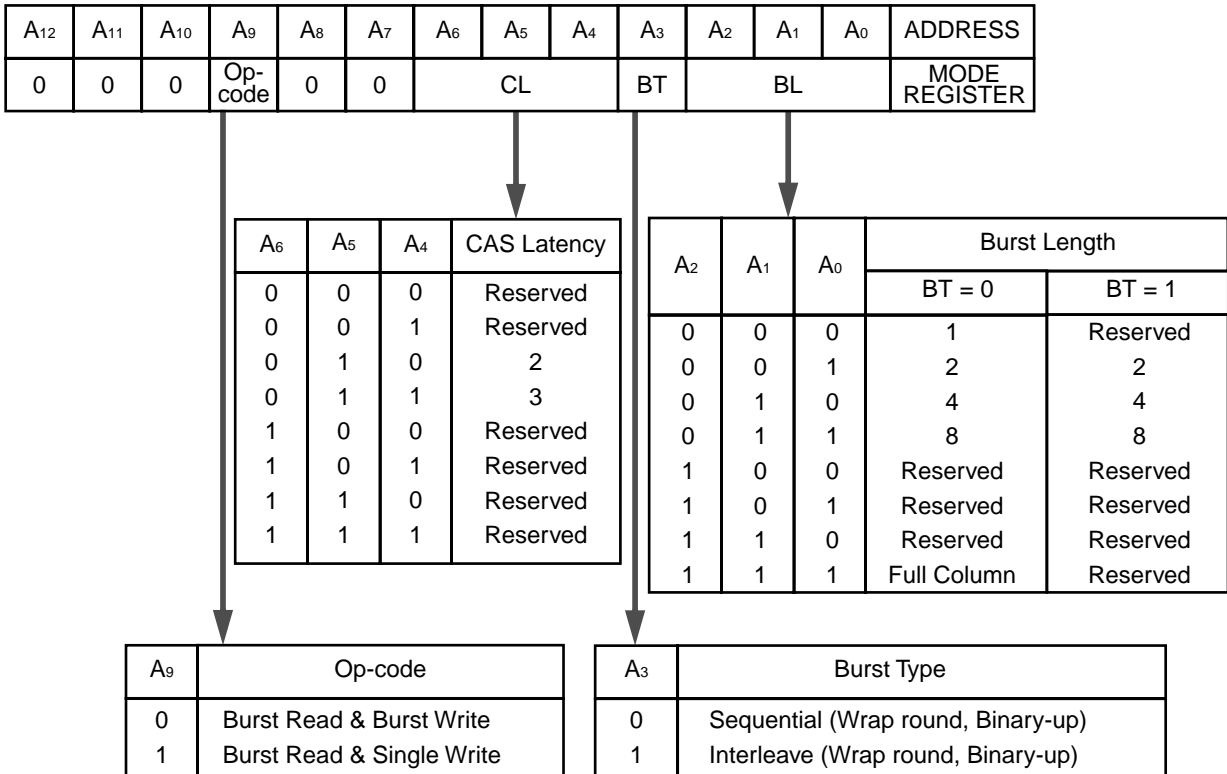 A12 A11 A10 A9 A8 A7 A6 A5 A4 A3 A2 A1 A0 ADDRESS
0 0 0 Op-code 0 0 CL BT BL MODE REGISTER
A6 A5 A4 CAS Latency
0 0 0 Reserved
0 0 1 Reserved
0 1 0 2
0 1 1 3
1 0 0 Reserved
1 0 1 Reserved
1 1 0 Reserved
1 1 1 Reserved
A2 A1 A0 Burst Length
BT = 0 BT = 1
0 0 0 1 Reserved
0 0 1 2 2
0 1 0 4 4
0 1 1 8 8
1 0 0 Reserved Reserved
1 0 1 Reserved Reserved
1 1 0 Reserved Reserved
1 1 1 Full Column Reserved
A9 Op-code
0 Burst Read & Burst Write
1 Burst Read & Single Write
A3 Burst Type
0 Sequential (Wrap round, Binary-up)
1 Interleave (Wrap round, Binary-up)